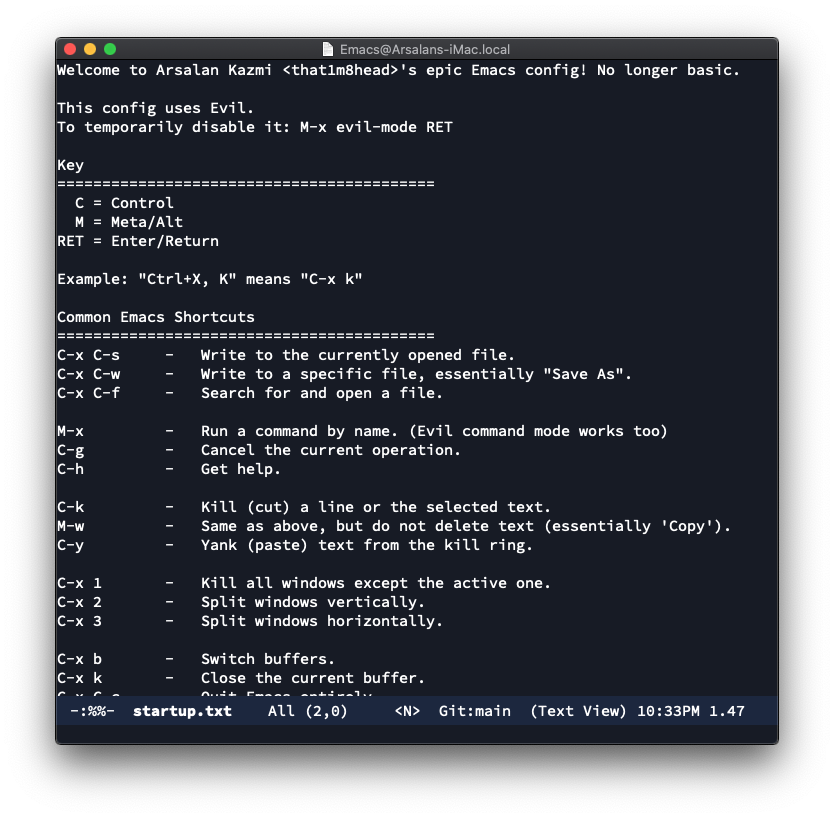 Emacs@Arsalans-iMac.local
Welcome to Arsalan Kazmi <that1m8head>'s epic Emacs config! No longer basic.
This config uses Evil.
To temporarily disable it: M-x evil-mode RET
Key
==========================================
C = Control
M = Meta/Alt
RET = Enter/Return
Example: "Ctrl+X, K" means "C-x k"
Common Emacs Shortcuts
==========================================
C-x C-s - Write to the currently opened file.
C-x C-w - Write to a specific file, essentially "Save As".
C-x C-f - Search for and open a file.
M-x - Run a command by name. (Evil command mode works too)
C-g - Cancel the current operation.
C-h - Get help.
C-k - Kill (cut) a line or the selected text.
M-w - Same as above, but do not delete text (essentially 'Copy').
C-y - Yank (paste) text from the kill ring.
C-x 1 - Kill all windows except the active one.
C-x 2 - Split windows vertically.
C-x 3 - Split windows horizontally.
C-x b - Switch buffers.
C-x k - Close the current buffer.
C-x C-c - Quit Emacs entirely.
-:%%- startup.txt All (2,0) <N> Git:main (Text View) 10:33PM 1.47